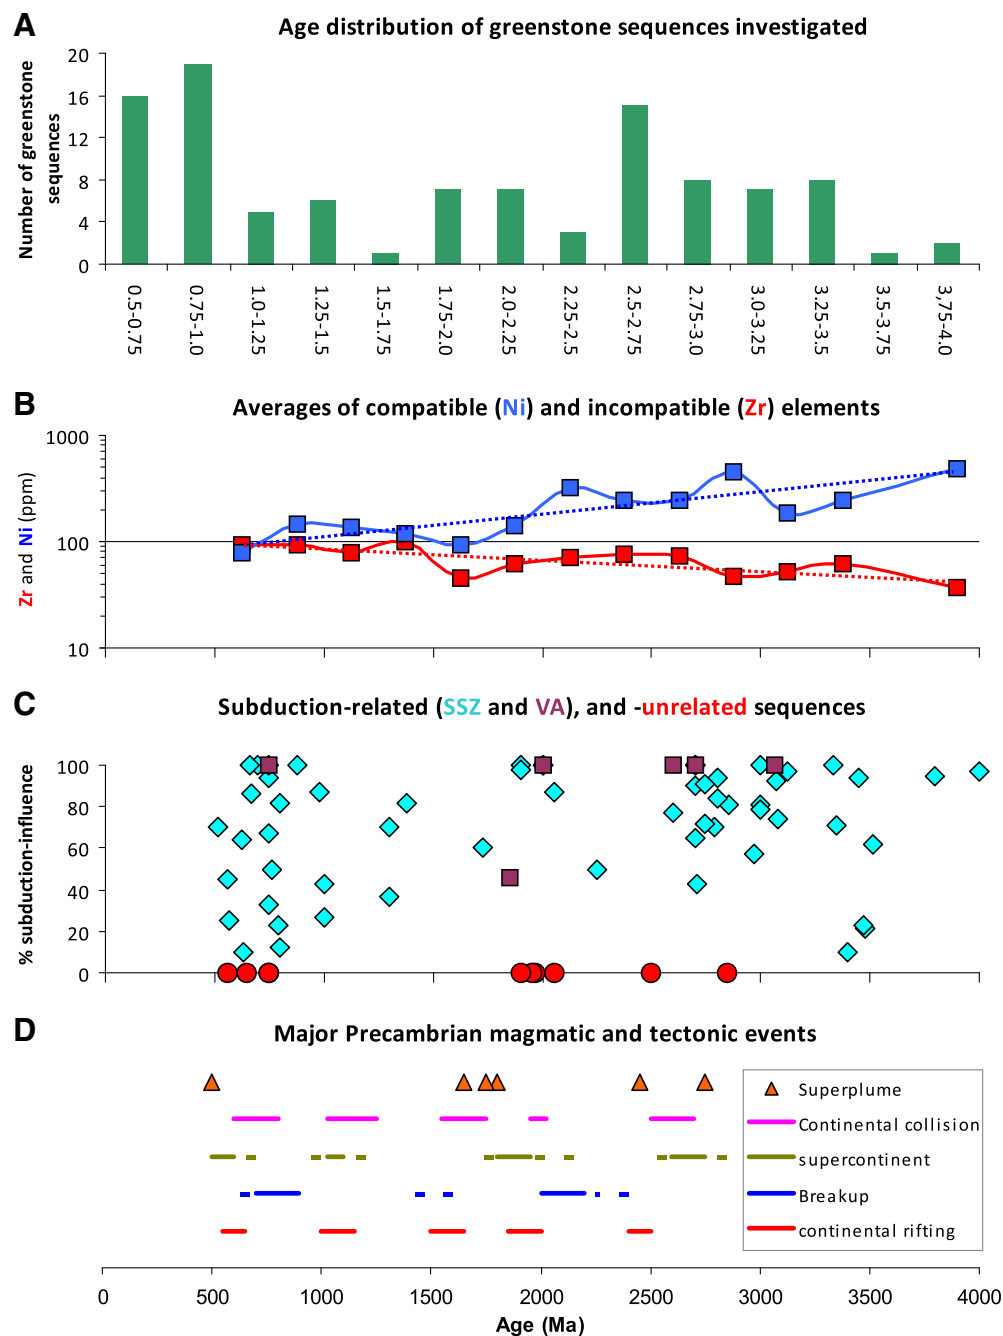 A
Age distribution of greenstone sequences investigated
Number of greenstone
sequences
20
16
12
8
4
0
0.5-0.75
0.75-1.0
1.0-1.25
1.25-1.5
1.5-1.75
1.75-2.0
2.0-2.25
2.25-2.5
2.5-2.75
2.75-3.0
3.0-3.25
3.25-3.5
3.5-3.75
3,75-4.0
B
Averages of compatible (Ni) and incompatible (Zr) elements
Zr and Ni (ppm)
1000
100
10
C
Subduction-related (SSZ and VA), and -unrelated sequences
% subduction-influence
100
80
60
40
20
0
D
Major Precambrian magmatic and tectonic events
Superplume
Continental collision
supercontinent
Breakup
continental rifting
0 500 1000 1500 2000 2500 3000 3500 4000
Age (Ma)